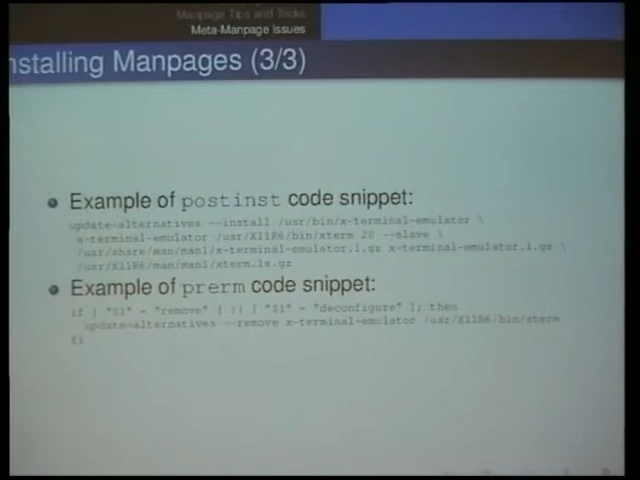 Manpage Tips and Tricks
Meta-Manpage Issues
nstalling Manpages (3/3)
Example of postinst code snippet:
update-alternatives --install /usr/bin/x-terminal-emulator \
x-terminal-emulator /usr/X11R6/bin/xterm 20 --slave \
/usr/share/man/man1/x-terminal-emulator.1.gz x-terminal-emulator.1.gz \
/usr/X11R6/man/man1/xterm.1x.gz
Example of prerm code snippet:
if [ "$1" = "remove" ] || [ "$1" = "deconfigure" ]; then
update-alternatives --remove x-terminal-emulator /usr/X11R6/bin/xterm
fi